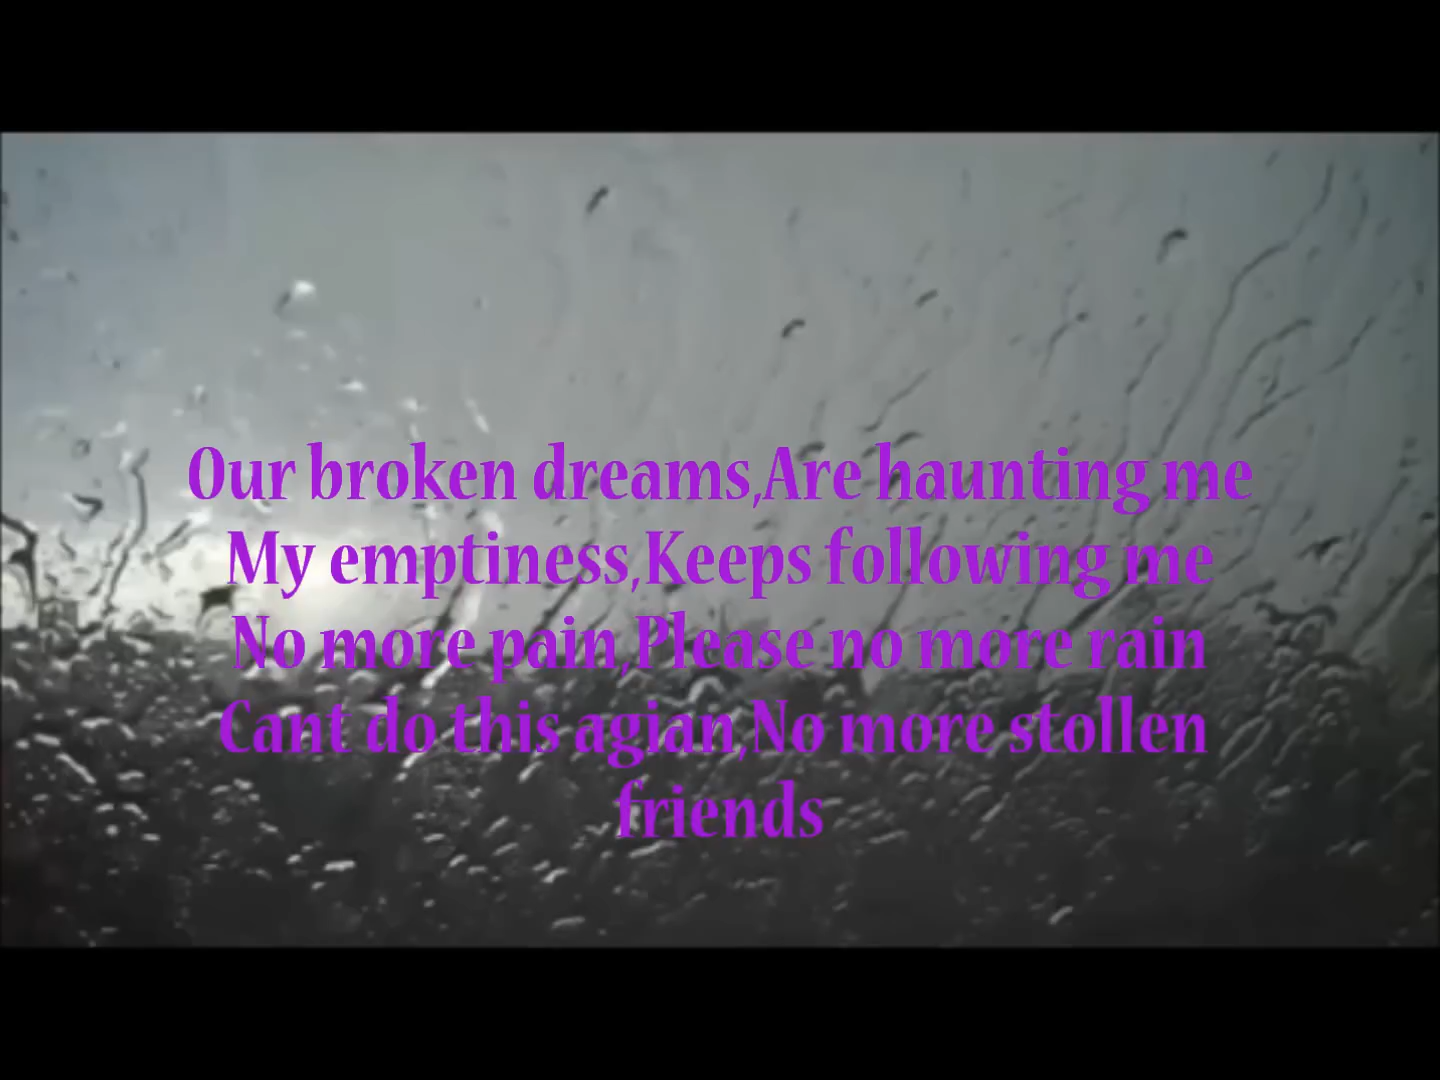 Our broken dreams,Are haunting me
My emptiness,Keeps following me
No more pain,Please no more rain
Cant do this agian,No more stollen
friends